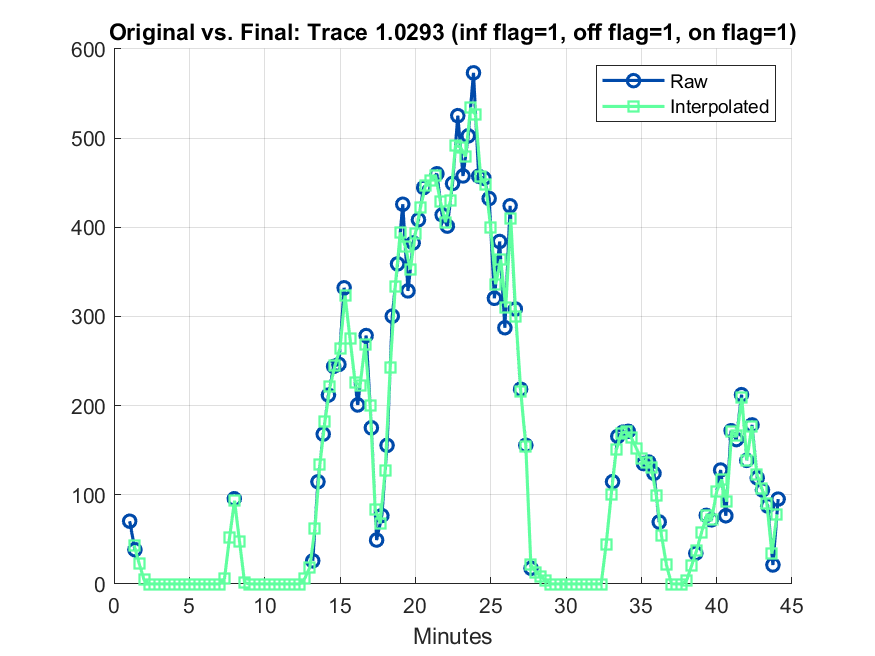 Original vs. Final: Trace 1.0293 (inf flag=1, off flag=1, on flag=1)
600
500
400
300
200
100
0
Raw
Interpolated
0 5 10 15 20 25 30 35 40 45
Minutes